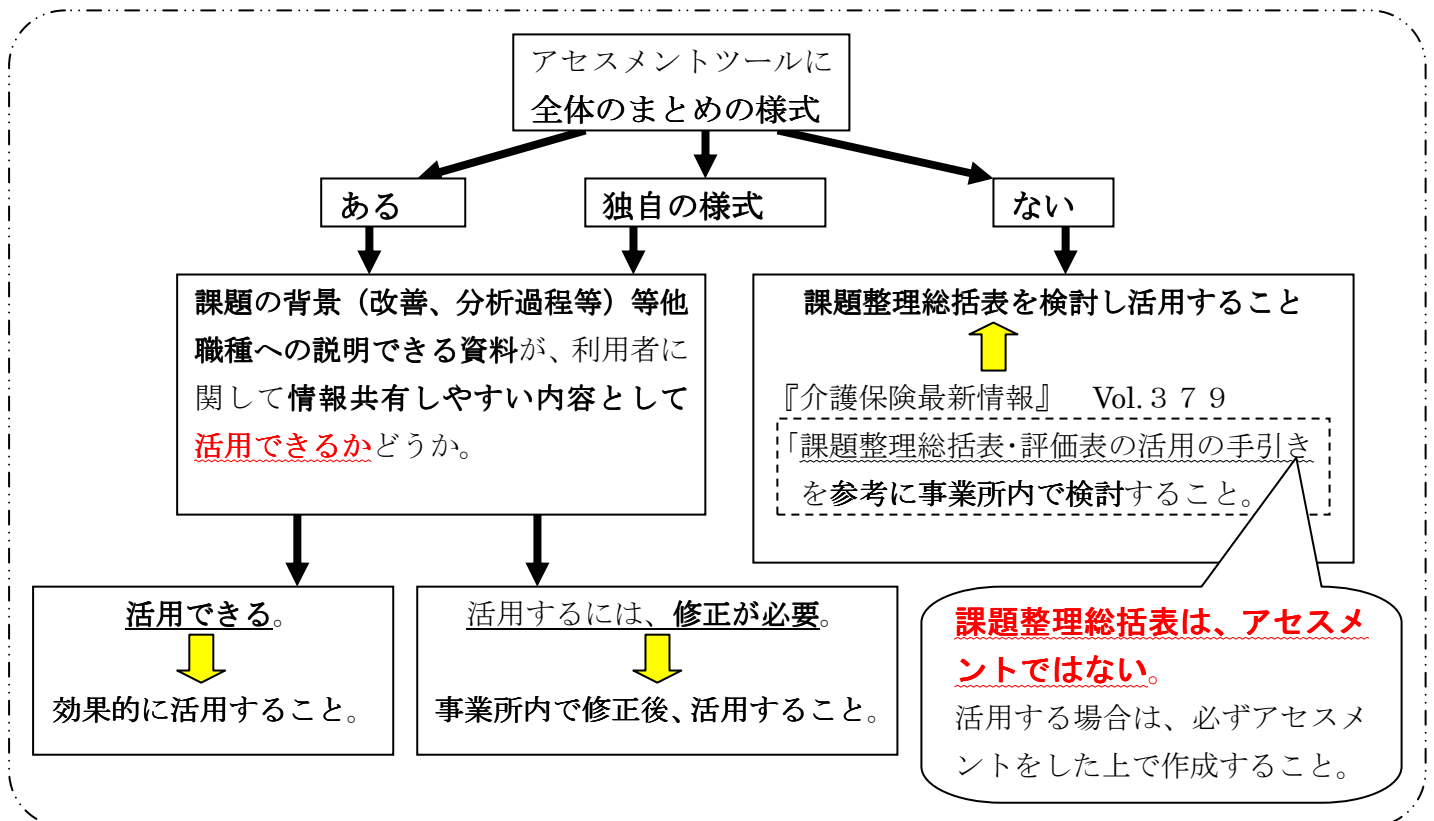 アセスメントツールに
全体のまとめの様式
ある
独自の様式
ない
課題の背景（改善、分析過程等）等他
職種への説明できる資料が、利用者に
関して情報共有しやすい内容として
活用できるかどうか。
課題整理総括表を検討し活用すること
『介護保険最新情報』　Vol.３７９
「課題整理総括表・評価表の活用の手引き
を参考に事業所内で検討すること。
活用できる。
効果的に活用すること。
活用するには、修正が必要。
事業所内で修正後、活用すること。
課題整理総括表は、アセスメ
ントではない。
活用する場合は、必ずアセスメ
ントをした上で作成すること。